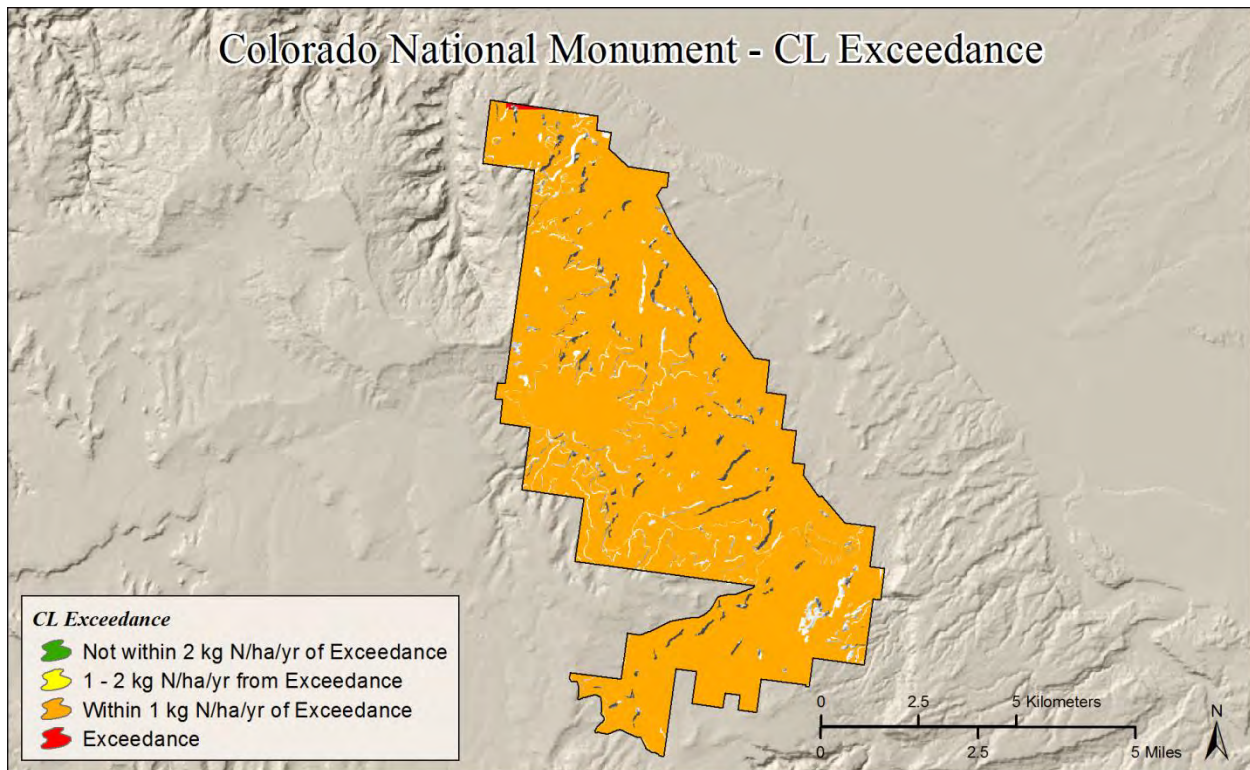 Colorado National Monument - CL Exceedance
CL Exceedance
Not within 2 kg N/ha/yr of Exceedance
1 - 2 kg N/ha/yr from Exceedance
Within 1 kg N/ha/yr of Exceedance
Exceedance
0 2.5 5 Kilometers
0 2.5 5 Miles
N